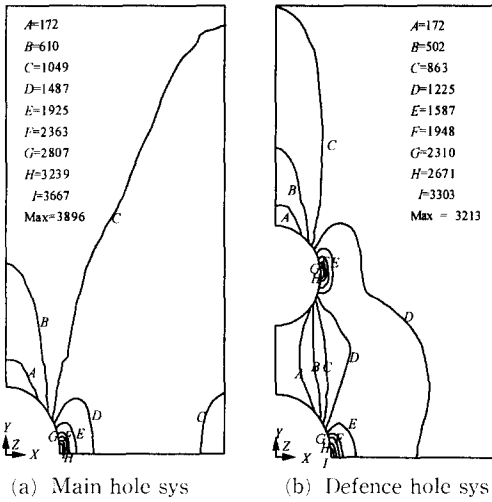 A=172
B=610
C=1049
D=1487
E=1925
F=2363
G=2807
H=3239
I=3667
Max=3896
C
C
B
A
D
C
G
F
E
H
Y
Z
X
(a) Main hole sys
A=172
B=502
C=863
D=1225
E=1587
F=1948
G=2310
H=2671
I=3303
Max = 3213
C
B
A
G
E
H
D
D
A
B
C
E
G
F
H
I
Y
Z
X
(b) Defence hole sys